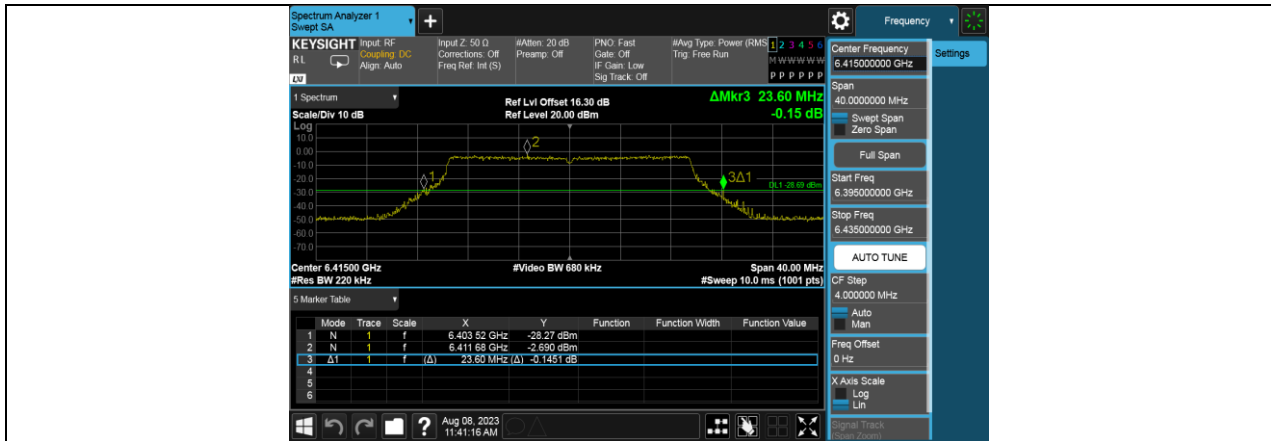 Spectrum Analyzer 1
Swept SA
Frequency
KEYSIGHT
RL
LXI
Input: RF
Coupling: DC
Align: Auto
Input Z: 50 Ω
Corrections: Off
Freq Ref: Int (S)
#Atten: 20 dB
Preamp: Off
PNO: Fast
Gate: Off
IF Gain: Low
Sig Track: Off
#Avg Type: Power (RMS
Trig: Free Run
1 2 3 4 5 6
M W W W W W
P P P P P P
1 Spectrum
Scale/Div 10 dB
Ref Lvl Offset 16.30 dB
Ref Level 20.00 dBm
ΔMkr3 23.60 MHz
-0.15 dB
Log
10.0
0.00
-10.0
-20.0
-30.0
-40.0
-50.0
-60.0
-70.0
2
1
3Δ1
DL1 -28.69 dBm
Center 6.41500 GHz
#Video BW 680 kHz
Span 40.00 MHz
#Res BW 220 kHz
#Sweep 10.0 ms (1001 pts)
5 Marker Table
Mode Trace Scale X Y Function Function Width Function Value
1 N 1 f 6.403 52 GHz -28.27 dBm
2 N 1 f 6.411 68 GHz -2.690 dBm
3 Δ1 1 f (Δ) 23.60 MHz (Δ) -0.1451 dB
4
5
6
?
Aug 08, 2023
11:41:16 AM
Center Frequency
6.415000000 GHz
Settings
Span
40.0000000 MHz
Swept Span
Zero Span
Full Span
Start Freq
6.395000000 GHz
Stop Freq
6.435000000 GHz
AUTO TUNE
CF Step
4.000000 MHz
Auto
Man
Freq Offset
0 Hz
X Axis Scale
Log
Lin
Signal Track
(Span Zoom)